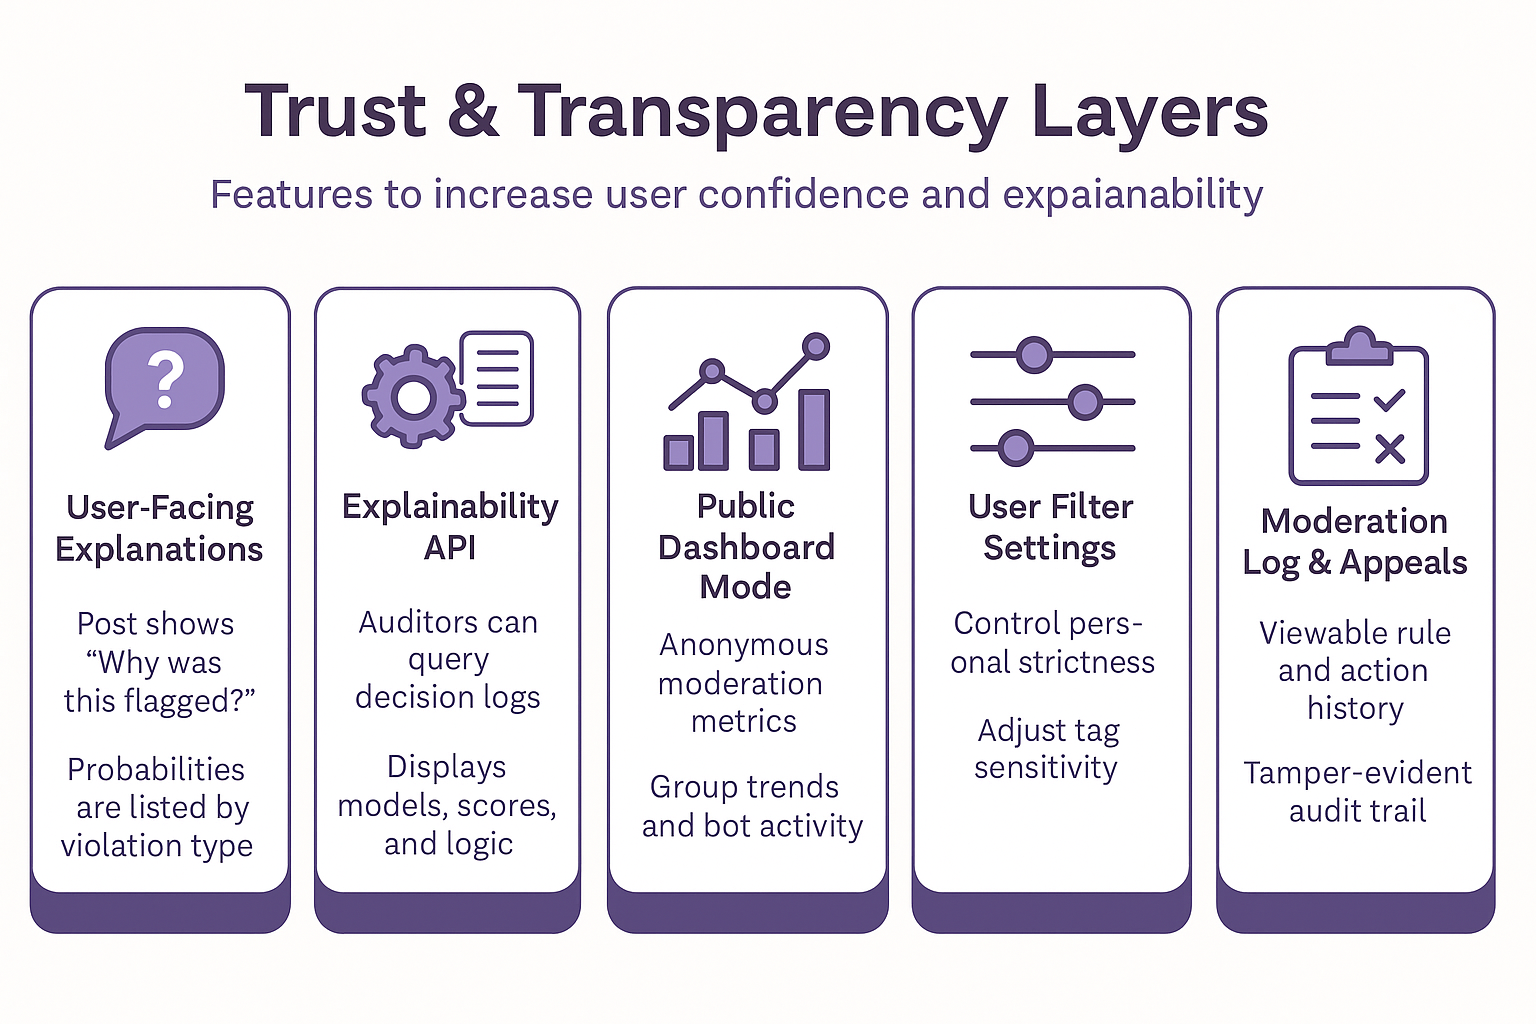 Trust & Transparency Layers
Features to increase user confidence and expaianability
?
User-Facing
Explanations
Post shows
“Why was
this flagged?”
Probabilities
are listed by
violation type
Explainability
API
Auditors can
query
decision logs
Displays
models, scores,
and logic
Public
Dashboard
Mode
Anonymous
moderation
metrics
Group trends
and bot activity
User Filter
Settings
Control pers-
onal strictness
Adjust tag
sensitivity
Moderation
Log & Appeals
Viewable rule
and action
history
Tamper-evident
audit trail